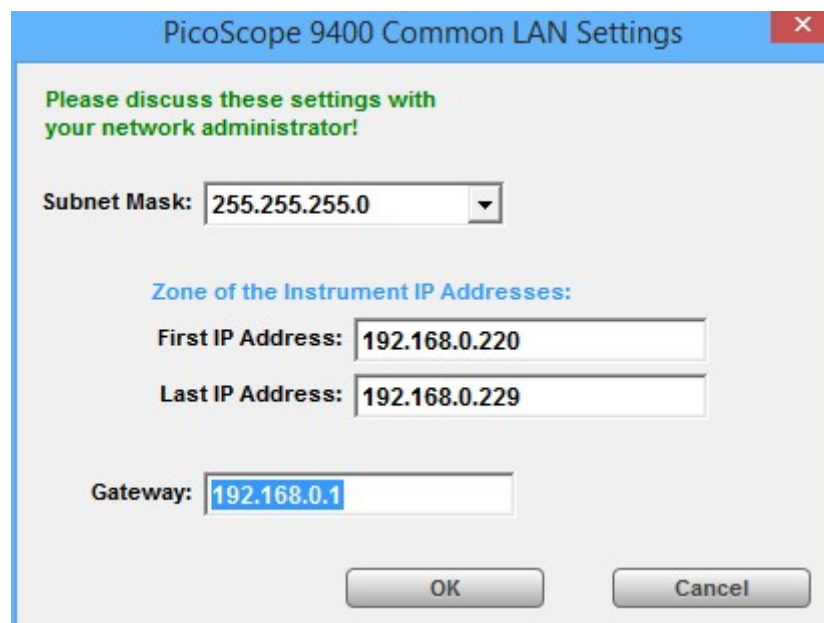 PicoScope 9400 Common LAN Settings
Please discuss these settings with
your network administrator!
Subnet Mask: 255.255.255.0
Zone of the Instrument IP Addresses:
First IP Address: 192.168.0.220
Last IP Address: 192.168.0.229
Gateway: 192.168.0.1
OK Cancel